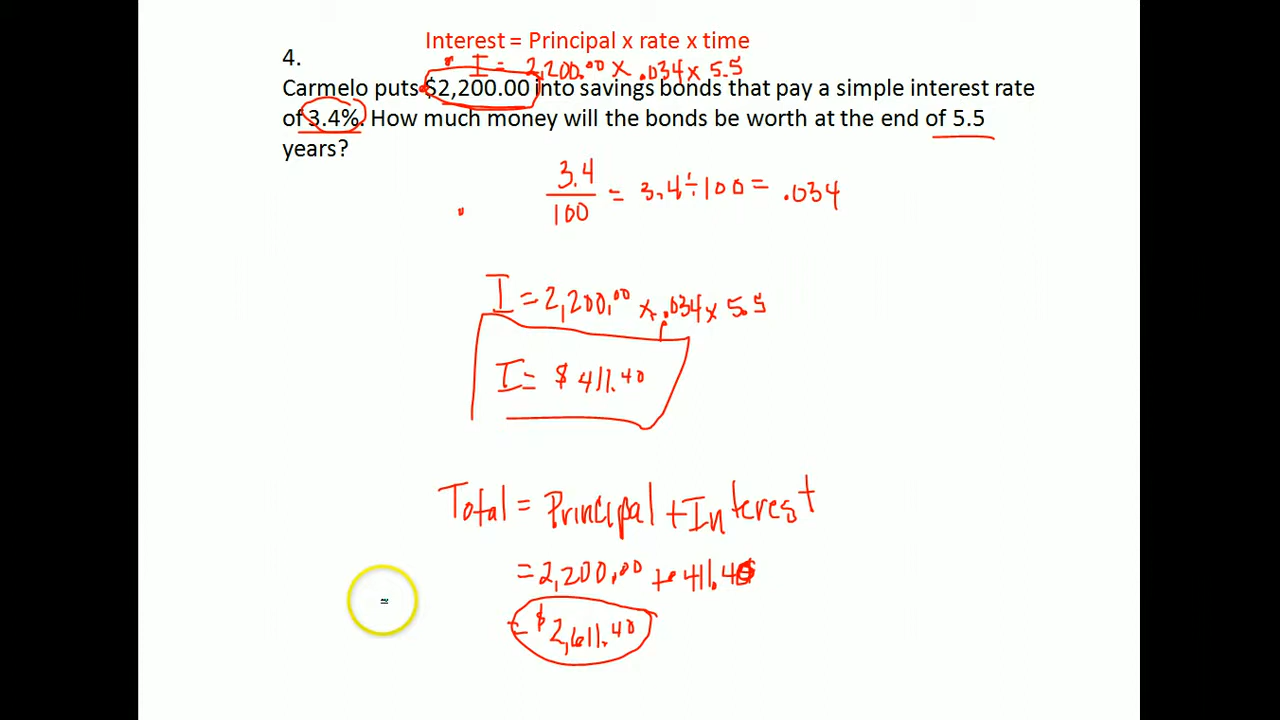 Interest = Principal x rate x time
4.
I = 2,200.00 x .034 x 5.5
Carmelo puts $2,200.00 into savings bonds that pay a simple interest rate
of 3.4%. How much money will the bonds be worth at the end of 5.5
years?
3.4
100
= 3.4 ÷ 100 = .034
I = 2,200.00 x .034 x 5.5
I = $411.40
Total = Principal + Interest
= 2,200.00 + 411.40
= $2,611.40